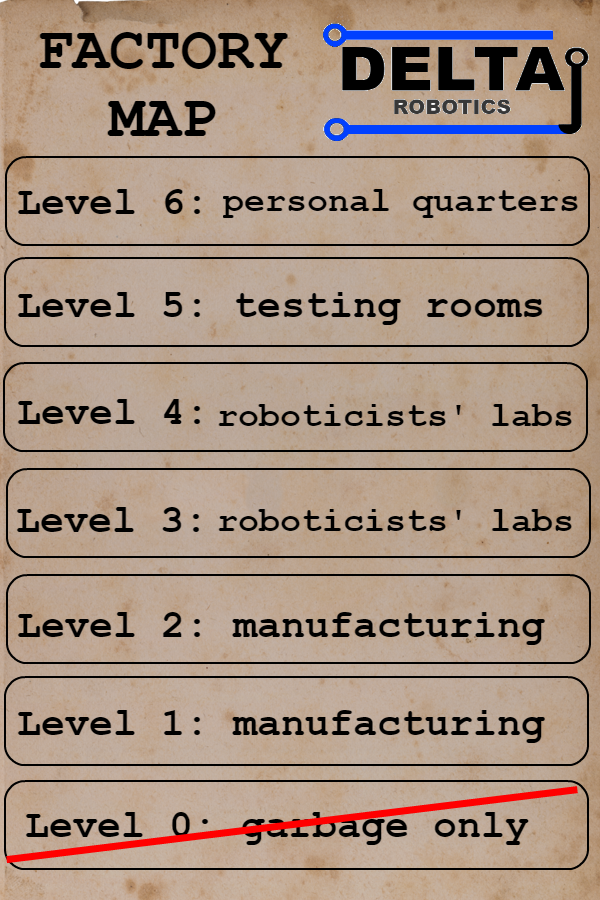 FACTORY
MAP
DELTA
ROBOTICS
Level 6: personal quarters
Level 5: testing rooms
Level 4: roboticists' labs
Level 3: roboticists' labs
Level 2: manufacturing
Level 1: manufacturing
Level 0: garbage only